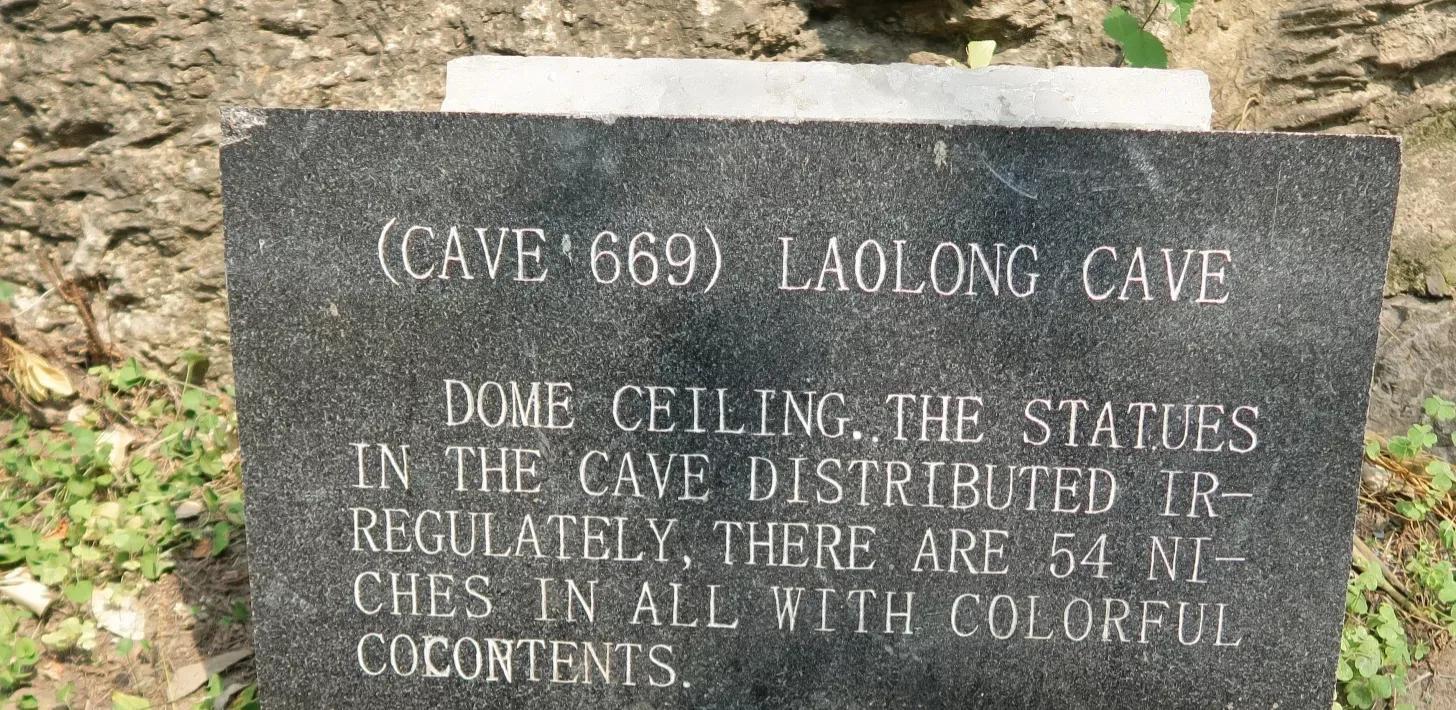 (CAVE 669) LAOLONG CAVE
DOME CEILING..THE STATUES
IN THE CAVE DISTRIBUTED IR-
REGULATELY, THERE ARE 54 NI-
CHES IN ALL WITH COLORFUL
COCONTENTS.